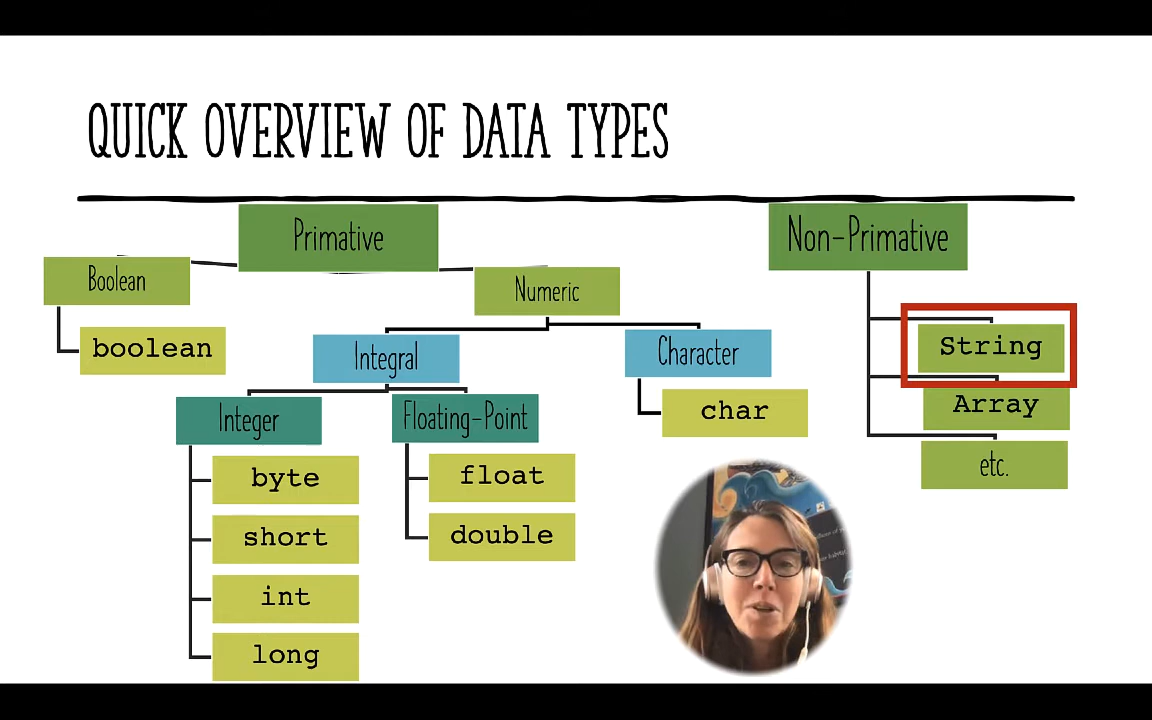 QUICK OVERVIEW OF DATA TYPES
Primative
Non-Primative
Boolean
Numeric
boolean
Integral
Character
String
Integer
Floating-Point
char
Array
byte
float
etc.
short
double
int
long